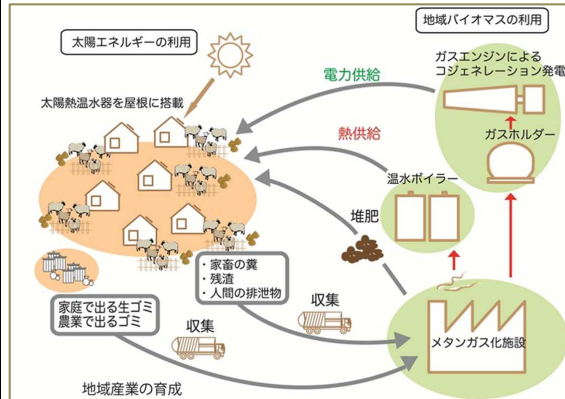 地域バイオマスの利用
太陽エネルギーの利用
ガスエンジンによる
コジェネレーション発電
電力供給
太陽熱温水器を屋根に搭載
ガスホルダー
熱供給
温水ボイラー
堆肥
・家畜の糞
・残渣
・人間の排泄物
家庭で出る生ゴミ
農業で出るゴミ
収集
収集
メタンガス化施設
地域産業の育成